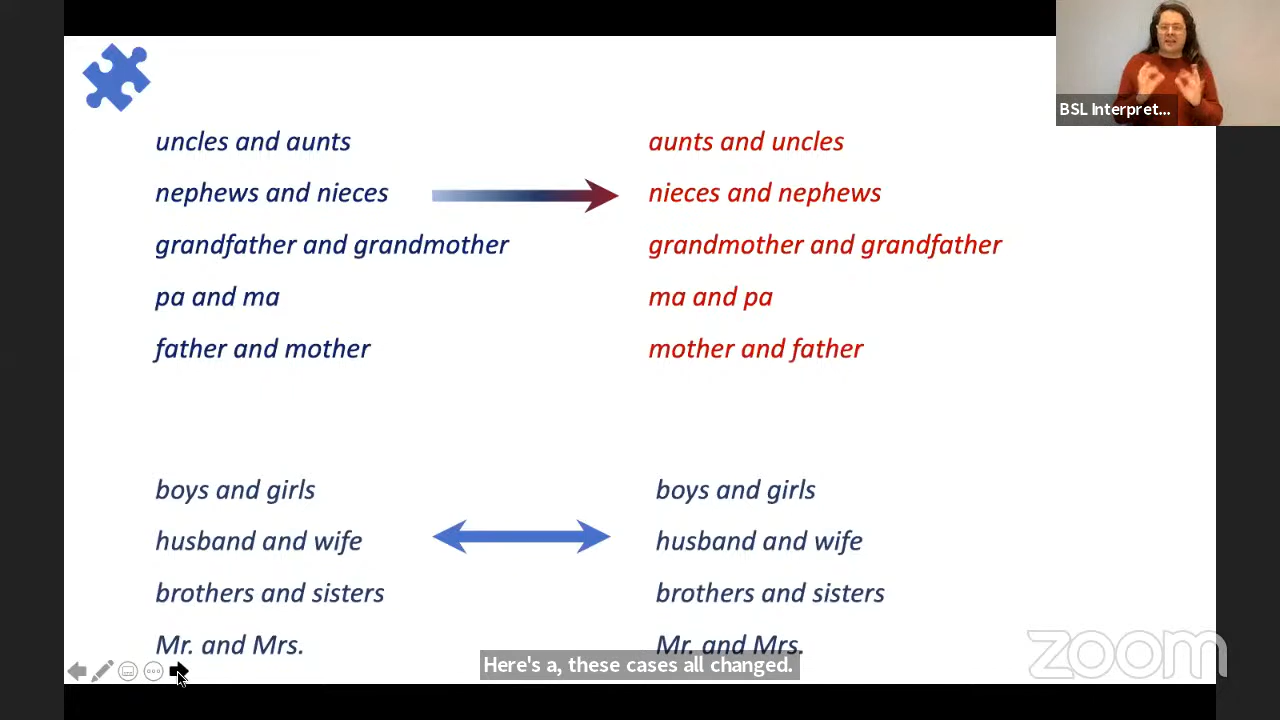 BSL Interpret...
uncles and aunts
aunts and uncles
nephews and nieces
nieces and nephews
grandfather and grandmother
grandmother and grandfather
pa and ma
ma and pa
father and mother
mother and father
boys and girls
boys and girls
husband and wife
husband and wife
brothers and sisters
brothers and sisters
Mr. and Mrs.
Mr. and Mrs.
Here's a, these cases all changed.
zoom